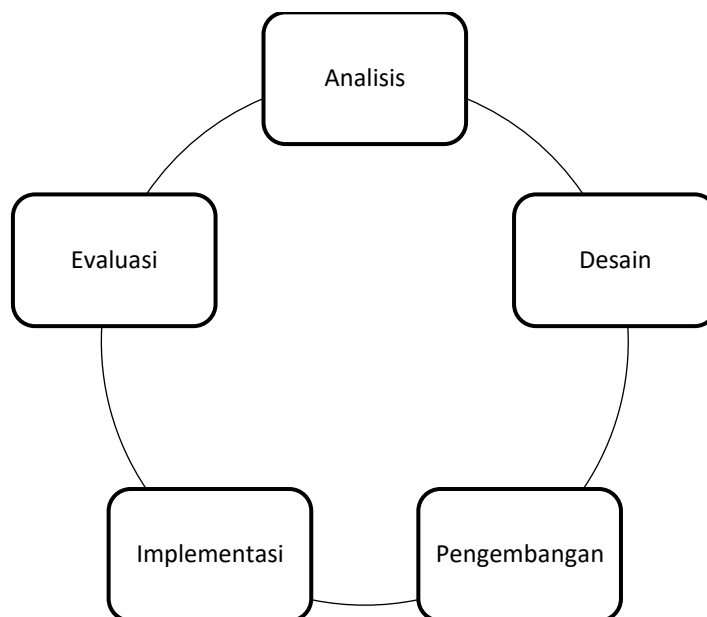 Analisis
Evaluasi
Desain
Implementasi
Pengembangan